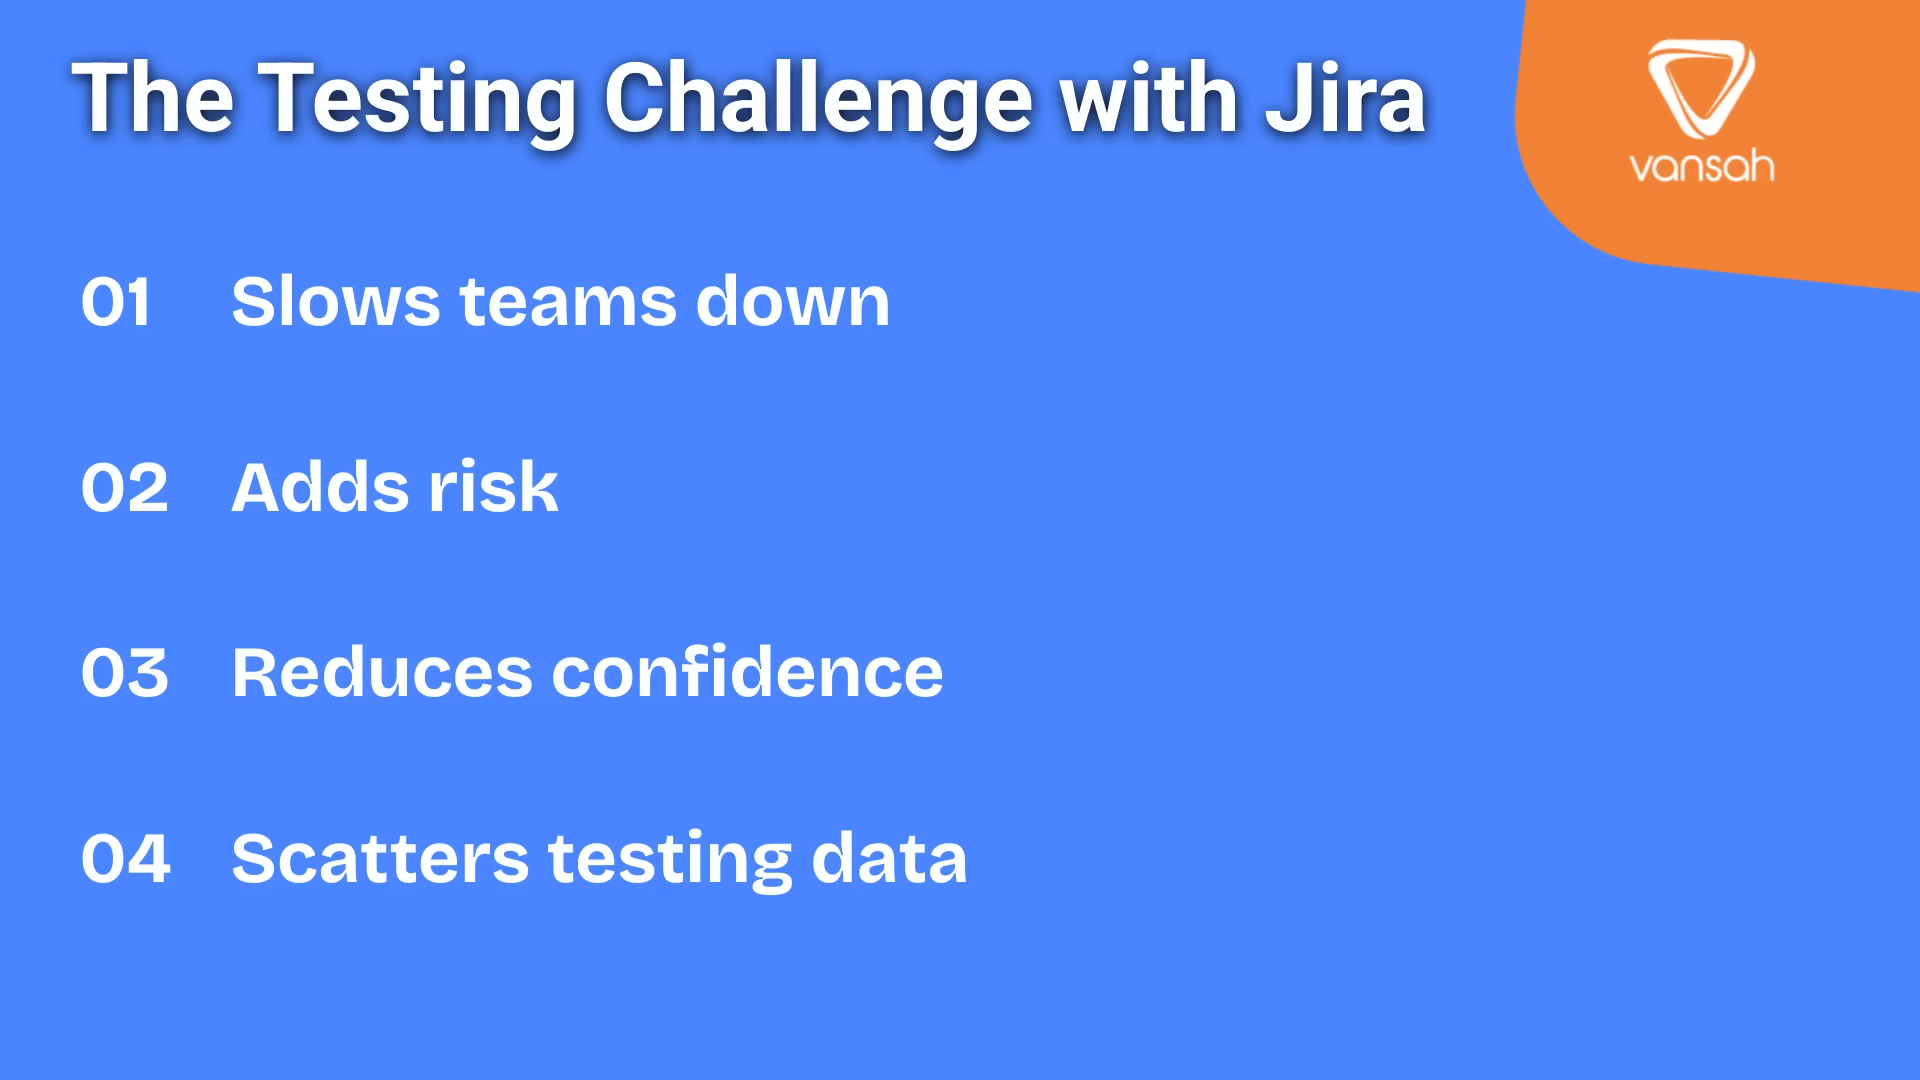 The Testing Challenge with Jira
vansah
01 Slows teams down
02 Adds risk
03 Reduces confidence
04 Scatters testing data